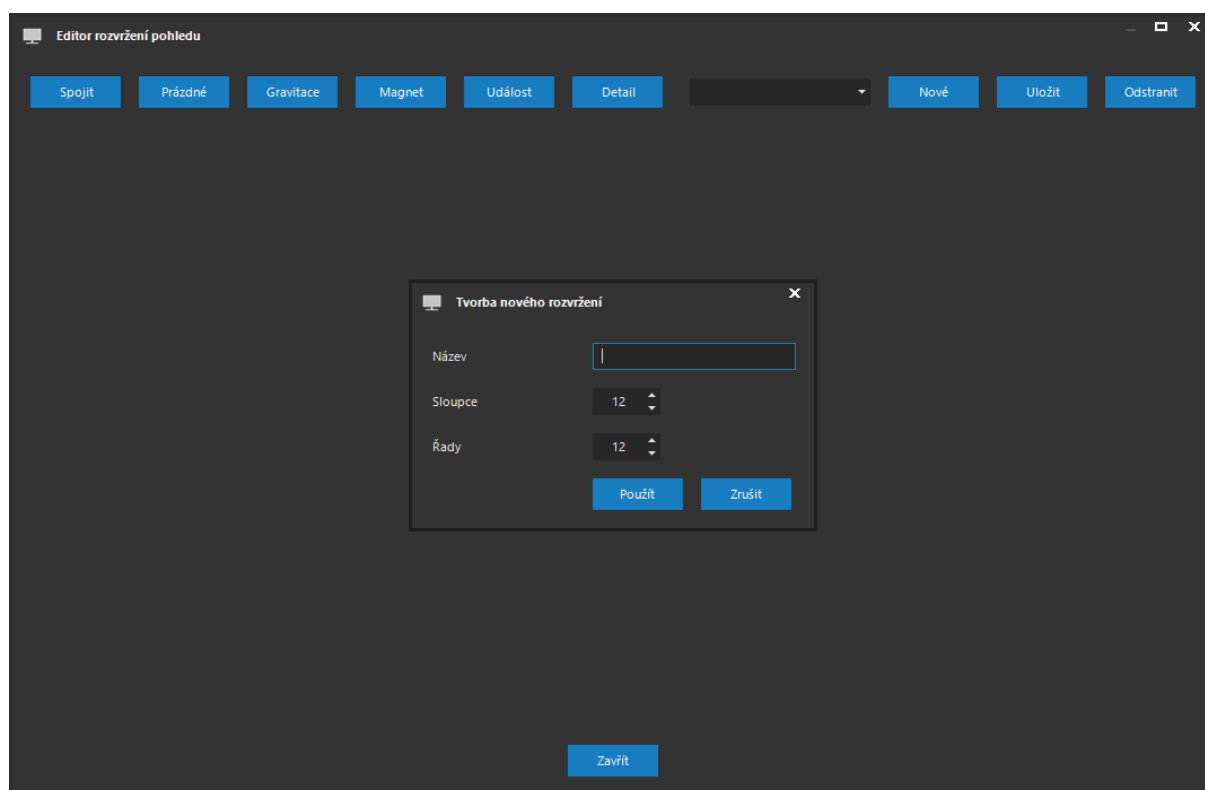 Editor rozvržení pohledu
Spojit Prázdné Gravitace Magnet Událost Detail Nové Uložit Odstranit
Tvorba nového rozvržení
Název
Sloupce 12
Řady 12
Použít Zrušit
Zavřít